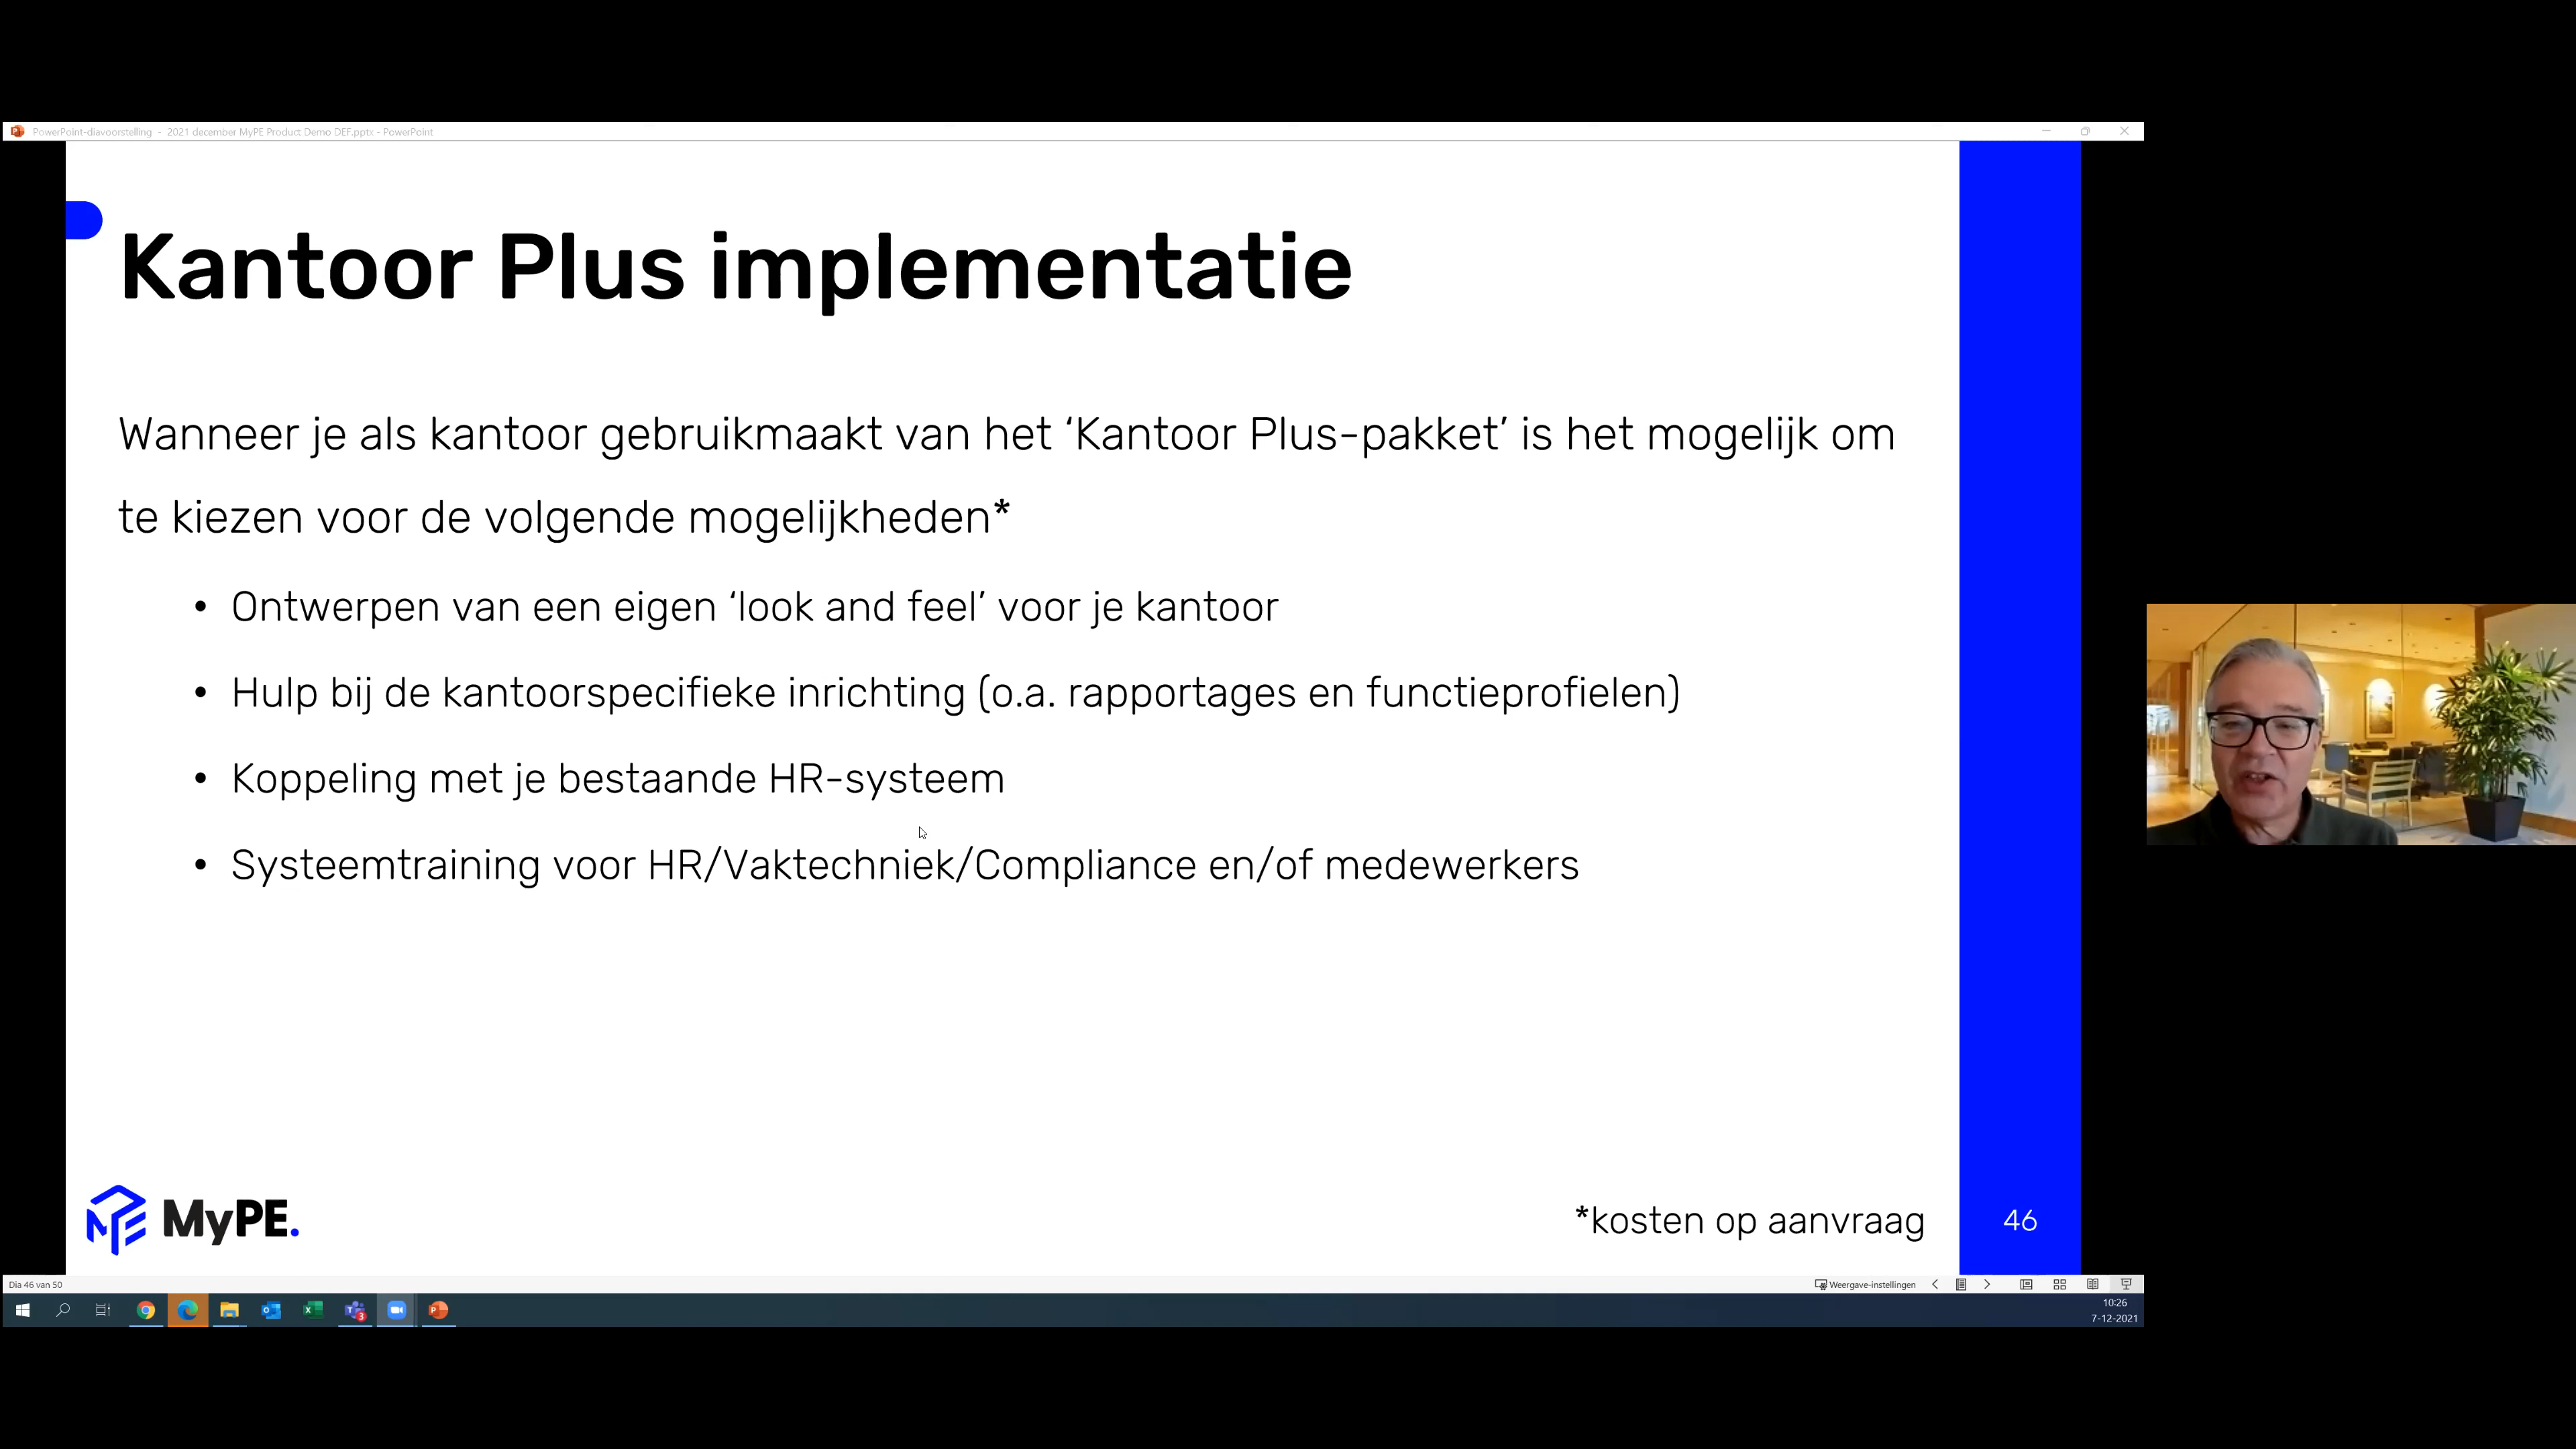 PowerPoint-diavoorstelling - 2021 december MyPE Product Demo DEF.pptx - PowerPoint
Kantoor Plus implementatie
Wanneer je als kantoor gebruikmaakt van het ‘Kantoor Plus-pakket’ is het mogelijk om
te kiezen voor de volgende mogelijkheden*
• Ontwerpen van een eigen ‘look and feel’ voor je kantoor
• Hulp bij de kantoorspecifieke inrichting (o.a. rapportages en functieprofielen)
• Koppeling met je bestaande HR-systeem
• Systeemtraining voor HR/Vaktechniek/Compliance en/of medewerkers
MyPE.
*kosten op aanvraag
46
Dia 46 van 50
Weergave-instellingen
3
10:26
7-12-2021